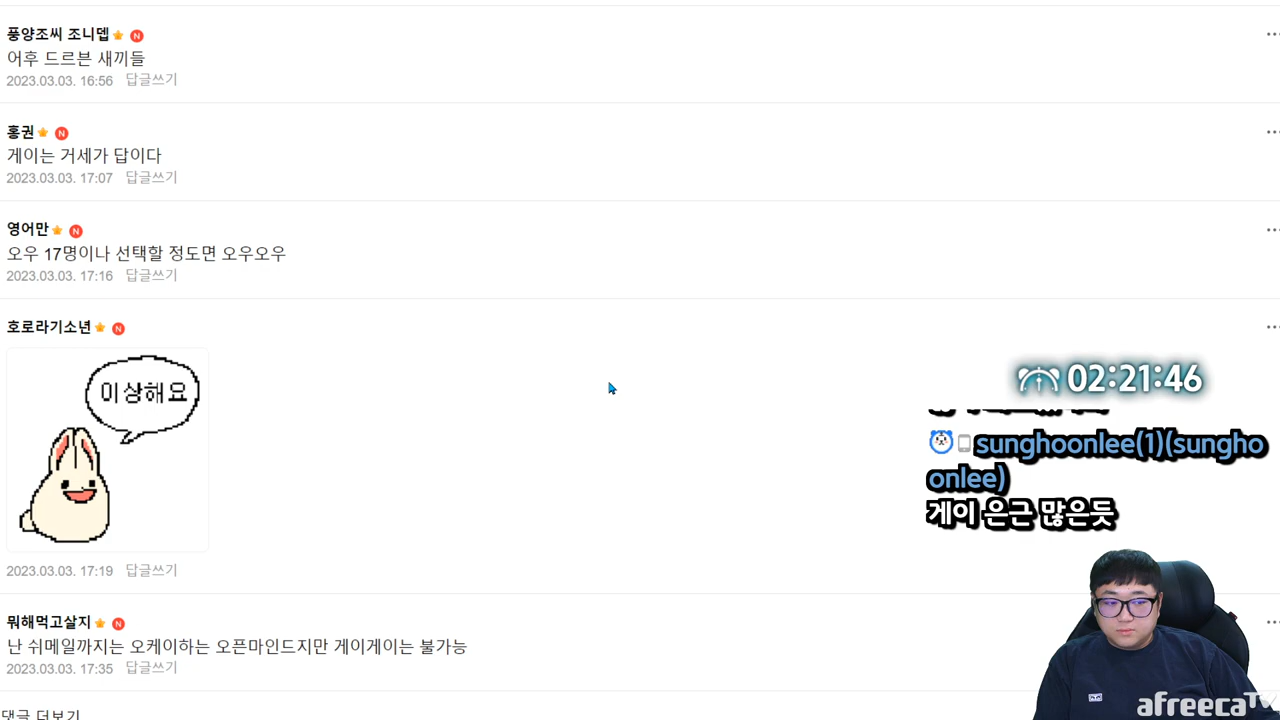 풍양조씨 조니뎁 N
어후 드르븐 새끼들
2023.03.03. 16:56 답글쓰기
홍권 N
게이는 거세가 답이다
2023.03.03. 17:07 답글쓰기
영어만 N
오우 17명이나 선택할 정도면 오우오우
2023.03.03. 17:16 답글쓰기
호로라기소년 N
이상해요
2023.03.03. 17:19 답글쓰기
뭐해먹고살지 N
난 쉬메일까지는 오케이하는 오픈마인드지만 게이게이는 불가능
2023.03.03. 17:35 답글쓰기
댓글 더보기
02:21:46
sunghoonlee(1)(sungho
onlee)
게이 은근 많은듯
afreecaTV